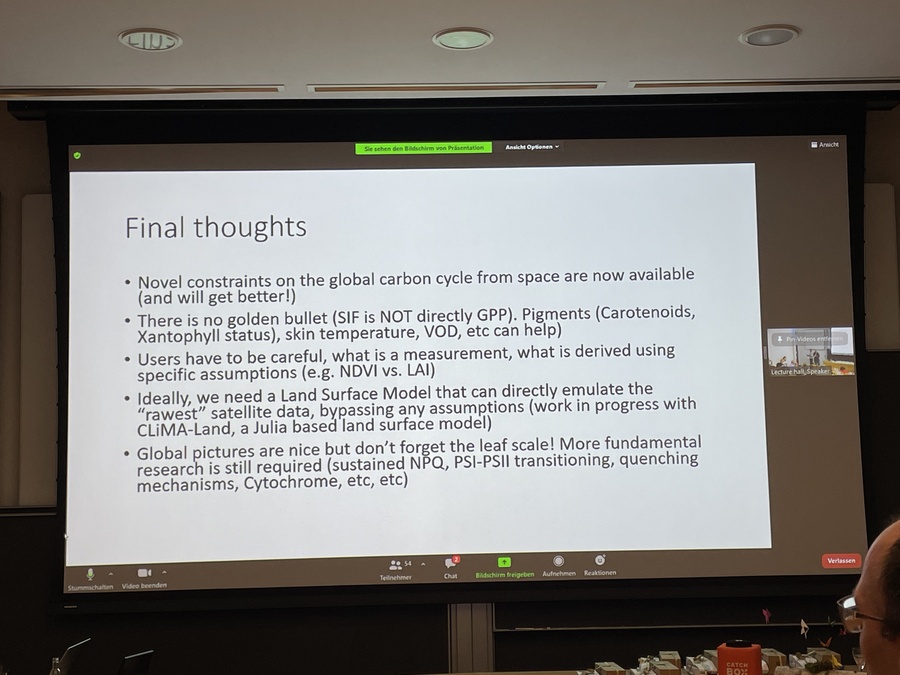 Sie sehen den Bildschirm von Präsentation
Ansicht Optionen
Ansicht
Final thoughts
• Novel constraints on the global carbon cycle from space are now available
(and will get better!)
• There is no golden bullet (SIF is NOT directly GPP). Pigments (Carotenoids,
Xantophyll status), skin temperature, VOD, etc can help)
• Users have to be careful, what is a measurement, what is derived using
specific assumptions (e.g. NDVI vs. LAI)
• Ideally, we need a Land Surface Model that can directly emulate the
“rawest” satellite data, bypassing any assumptions (work in progress with
CLiMA-Land, a Julia based land surface model)
• Global pictures are nice but don’t forget the leaf scale! More fundamental
research is still required (sustained NPQ, PSI-PSII transitioning, quenching
mechanisms, Cytochrome, etc, etc)
Pin Videos
Lecture hall, Speaker
Stummschalten
Video beenden
54
Teilnehmer
2
Chat
Bildschirm freigeben
Aufnehmen
Reaktionen
Verlassen
CATCH
BOX